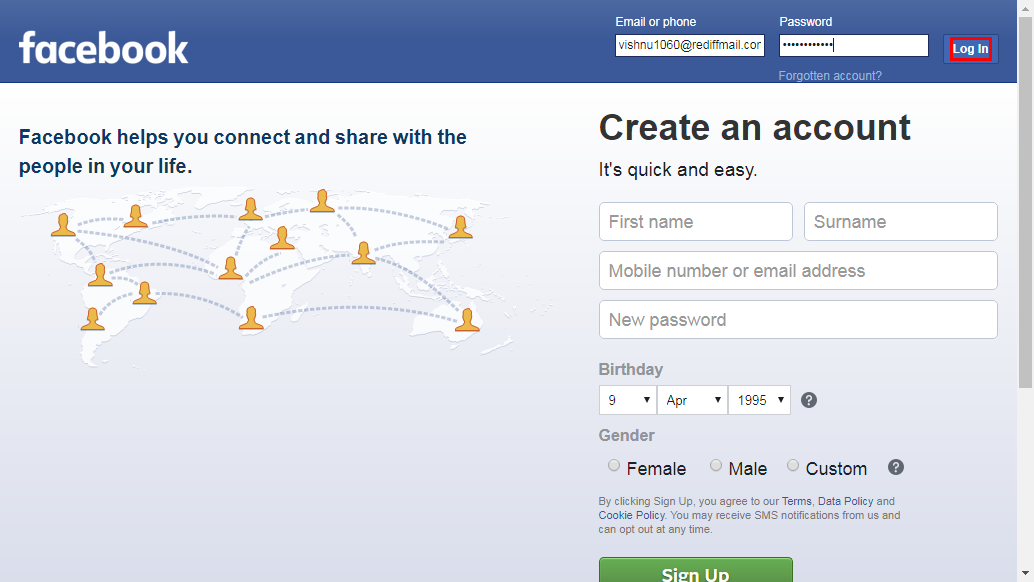 facebook
Email or phone
Password
vishnu1060@rediffmail.cor
••••••••••••
Log In
Forgotten account?
Facebook helps you connect and share with the
people in your life.
Create an account
It's quick and easy.
First name
Surname
Mobile number or email address
New password
Birthday
9
Apr
1995
?
Gender
Female
Male
Custom
?
By clicking Sign Up, you agree to our Terms, Data Policy and
Cookie Policy. You may receive SMS notifications from us and
can opt out at any time.
Sign Up